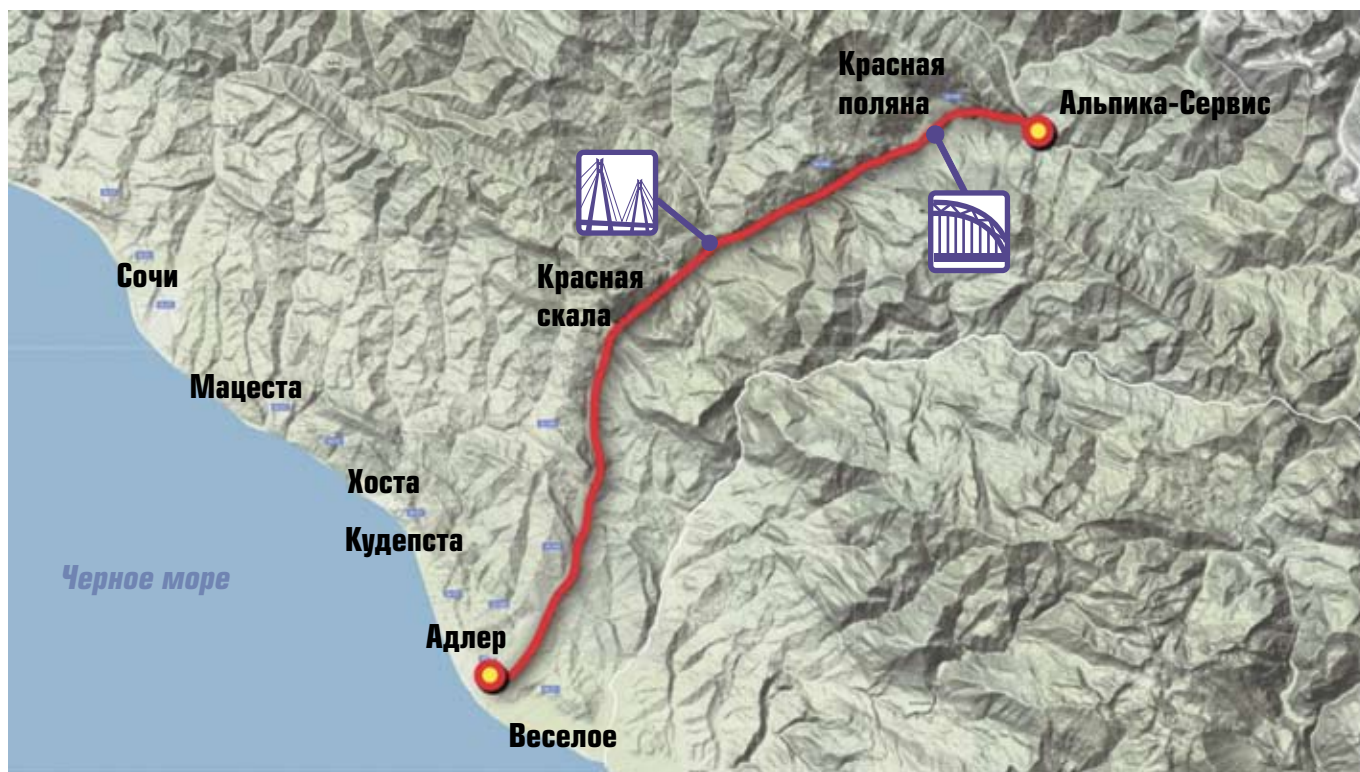 Красная
поляна
Альпика-Сервис
Сочи
Красная
скала
Мацеста
Хоста
Кудепста
Черное море
Адлер
Веселое